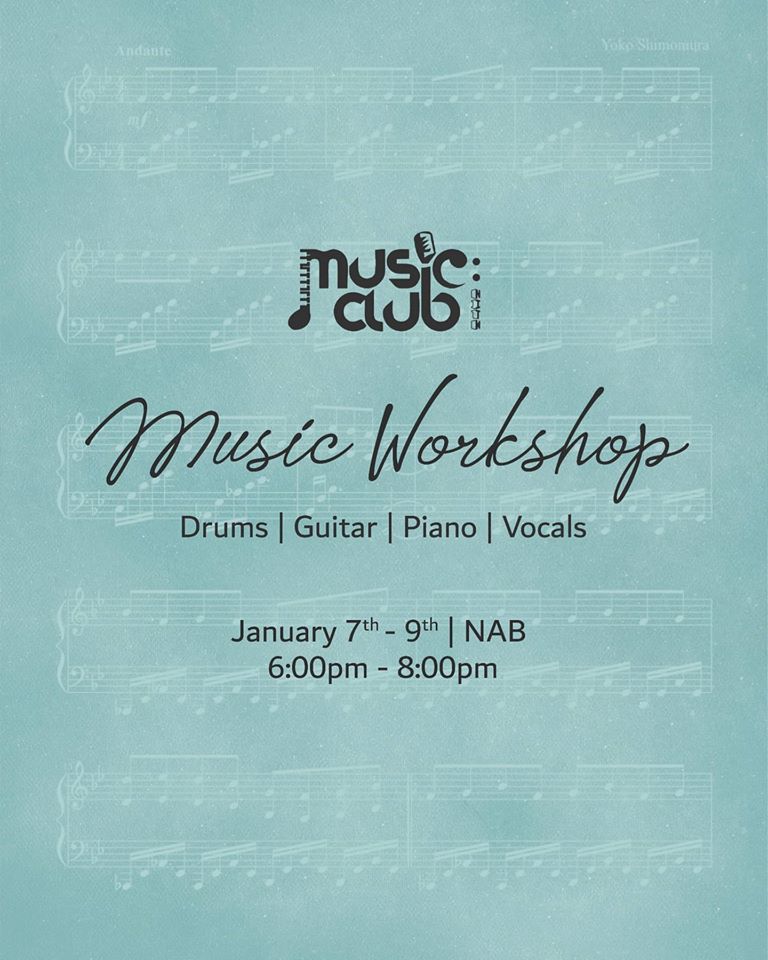 Andante
Yoko Shimomura
mf
music
club
Music Workshop
Drums | Guitar | Piano | Vocals
January 7th - 9th | NAB
6:00pm - 8:00pm